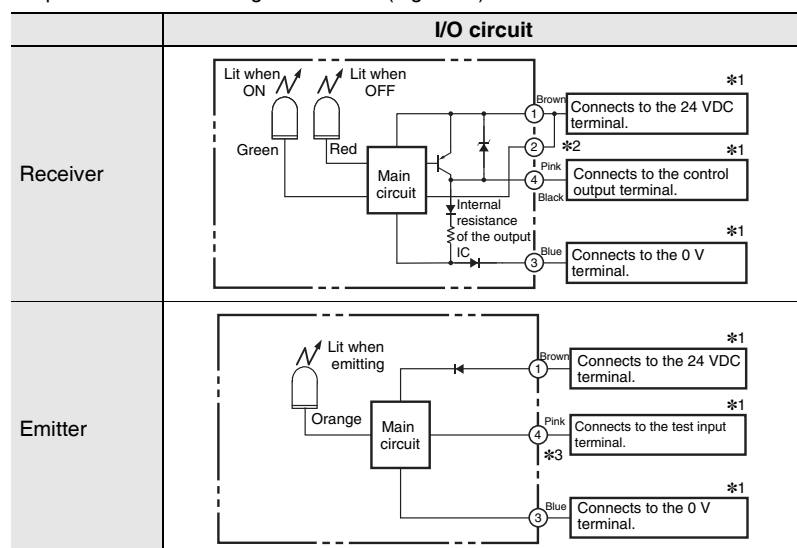 I/O circuit
Receiver
Lit when
ON
Lit when
OFF
Green
Red
Main
circuit
Internal
resistance
of the output
IC
Brown
1
2
*2
Pink
4
Black
Blue
3
*1
Connects to the 24 VDC
terminal.
*1
Connects to the control
output terminal.
*1
Connects to the 0 V
terminal.
Emitter
Lit when
emitting
Orange
Main
circuit
Brown
1
Pink
4
*3
Blue
3
*1
Connects to the 24 VDC
terminal.
*1
Connects to the test input
terminal.
*1
Connects to the 0 V
terminal.